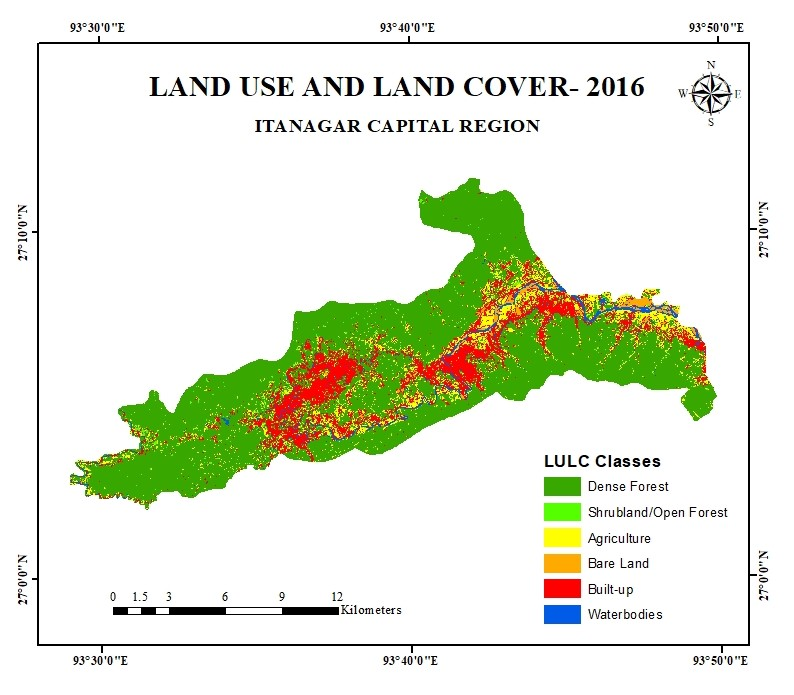 93°30'0"E 93°40'0"E 93°50'0"E
LAND USE AND LAND COVER- 2016
ITANAGAR CAPITAL REGION
N
W E
S
27°10'0"N 27°10'0"N
LULC Classes
Dense Forest
Shrubland/Open Forest
Agriculture
Bare Land
Built-up
Waterbodies
27°0'0"N 27°0'0"N
0 1.5 3 6 9 12
Kilometers
93°30'0"E 93°40'0"E 93°50'0"E